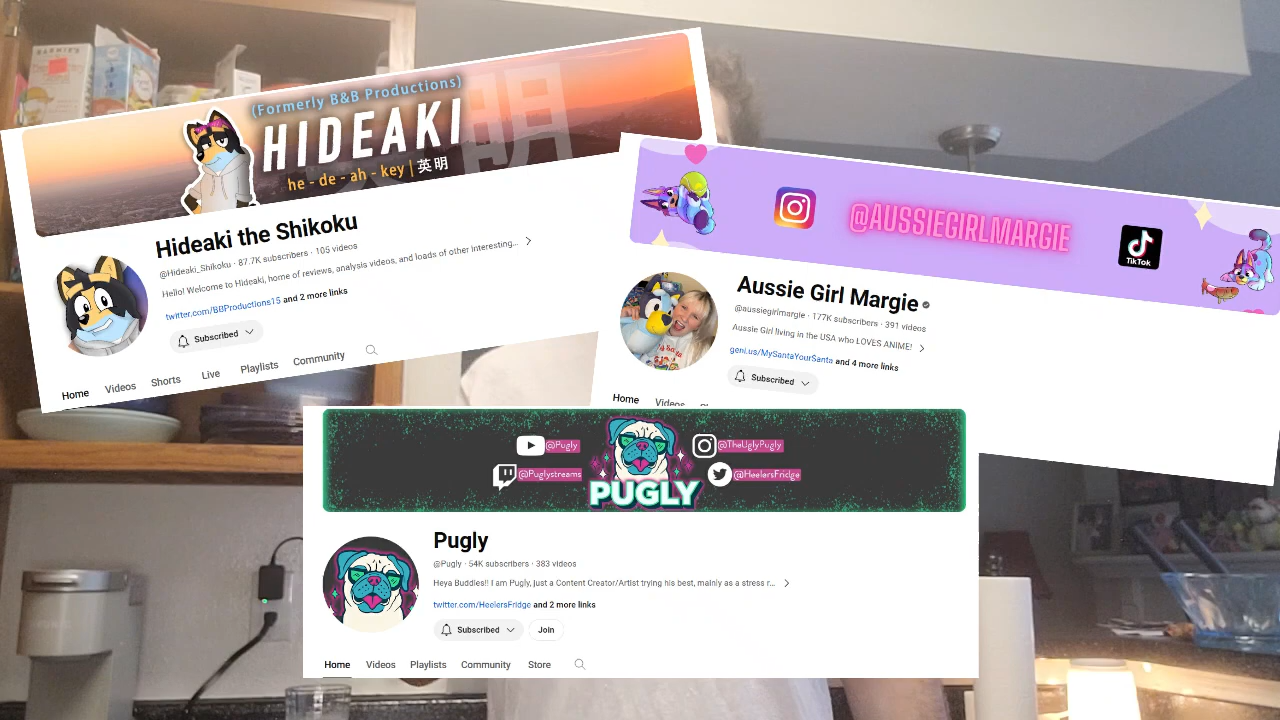 (Formerly B&B Productions)
HIDEAKI
he - de - ah - key | 英明
Hideaki the Shikoku
@Hideaki_Shikoku · 87.7K subscribers · 105 videos
Hello! Welcome to Hideaki, home of reviews, analysis videos, and loads of other interesting...
twitter.com/BBProductions15 and 2 more links
Subscribed
Home Videos Shorts Live Playlists Community
@AUSSIEGIRLMARGIE
TikTok
Aussie Girl Margie
@aussiegirlmargie · 177K subscribers · 391 videos
Aussie Girl living in the USA who LOVES ANIME!
geni.us/MySantaYourSanta and 4 more links
Subscribed
Home Videos
@Pugly
@TheUglyPugly
@Puglystreams
@HeelersFridge
PUGLY
Pugly
@Pugly · 54K subscribers · 383 videos
Heya Buddies!! I am Pugly, just a Content Creator/Artist trying his best, mainly as a stress r...
twitter.com/HeelersFridge and 2 more links
Subscribed Join
Home Videos Playlists Community Store